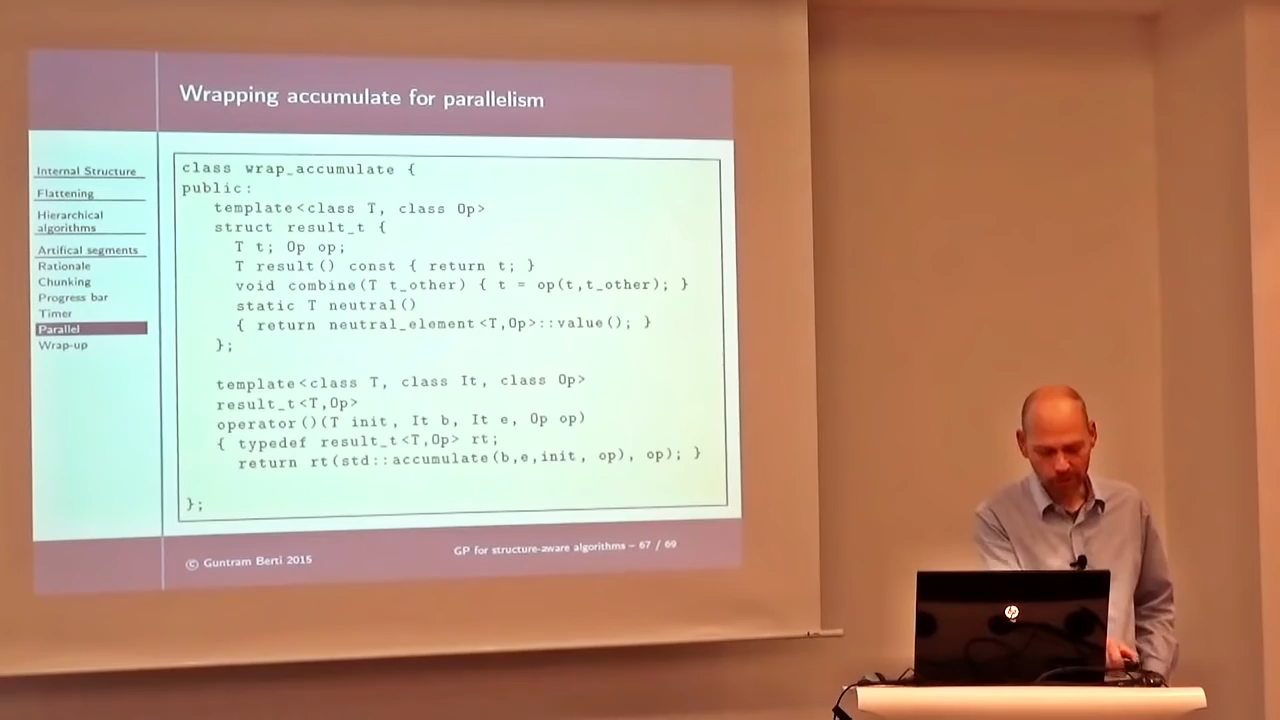 Wrapping accumulate for parallelism
Internal Structure
Flattening
Hierarchical
algorithms
Artifical segments
Rationale
Chunking
Progress bar
Timer
Parallel
Wrap-up
class wrap_accumulate {
public:
template<class T, class Op>
struct result_t {
T t; Op op;
T result() const { return t; }
void combine(T t_other) { t = op(t,t_other); }
static T neutral()
{ return neutral_element<T,Op>::value(); }
};
template<class T, class It, class Op>
result_t<T,Op>
operator()(T init, It b, It e, Op op)
{ typedef result_t<T,Op> rt;
return rt(std::accumulate(b,e,init, op), op); }
};
© Guntram Berti 2015
GP for structure-aware algorithms – 67 / 69
hp